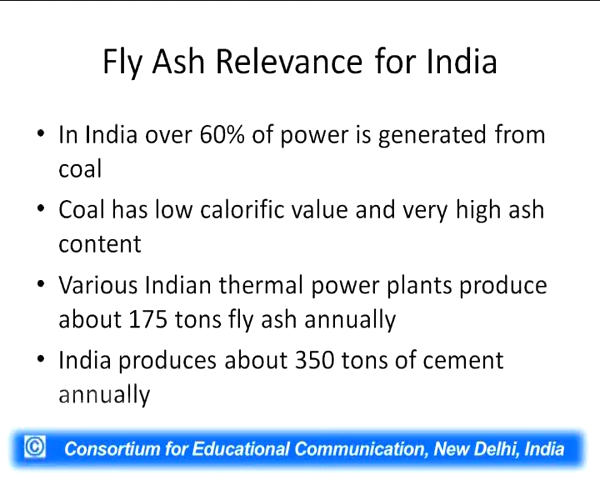 Fly Ash Relevance for India
• In India over 60% of power is generated from
coal
• Coal has low calorific value and very high ash
content
• Various Indian thermal power plants produce
about 175 tons fly ash annually
• India produces about 350 tons of cement
annually
© Consortium for Educational Communication, New Delhi, India